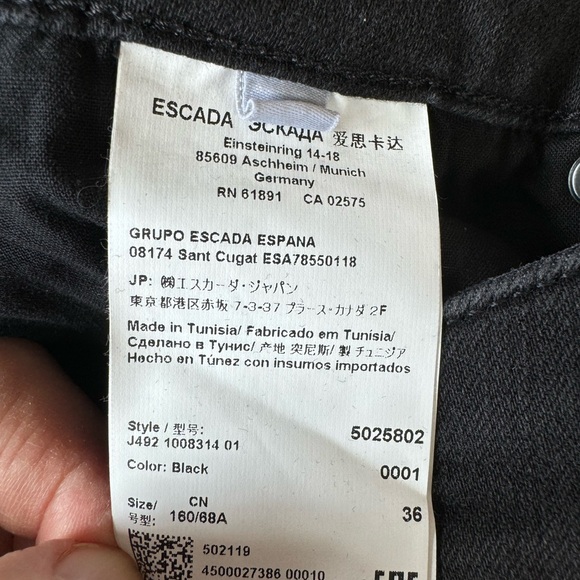 ESCADA ЭСКАДА 爱思卡达
Einsteinring 14-18
85609 Aschheim / Munich
Germany
RN 61891 CA 02575
GRUPO ESCADA ESPANA
08174 Sant Cugat ESA78550118
JP: ㈱エスカーダ・ジャパン
東京都港区赤坂 7-3-37 プラース・カナダ 2F
Made in Tunisia/ Fabricado em Tunísia/
Сделано в Тунис/ 产地 突尼斯/ 製 チュニジア
Hecho en Túnez con insumos importados
Style / 型号: 5025802
J492 1008314 01
Color: Black 0001
Size/ CN 36
号型: 160/68A
502119
4500027386 00010